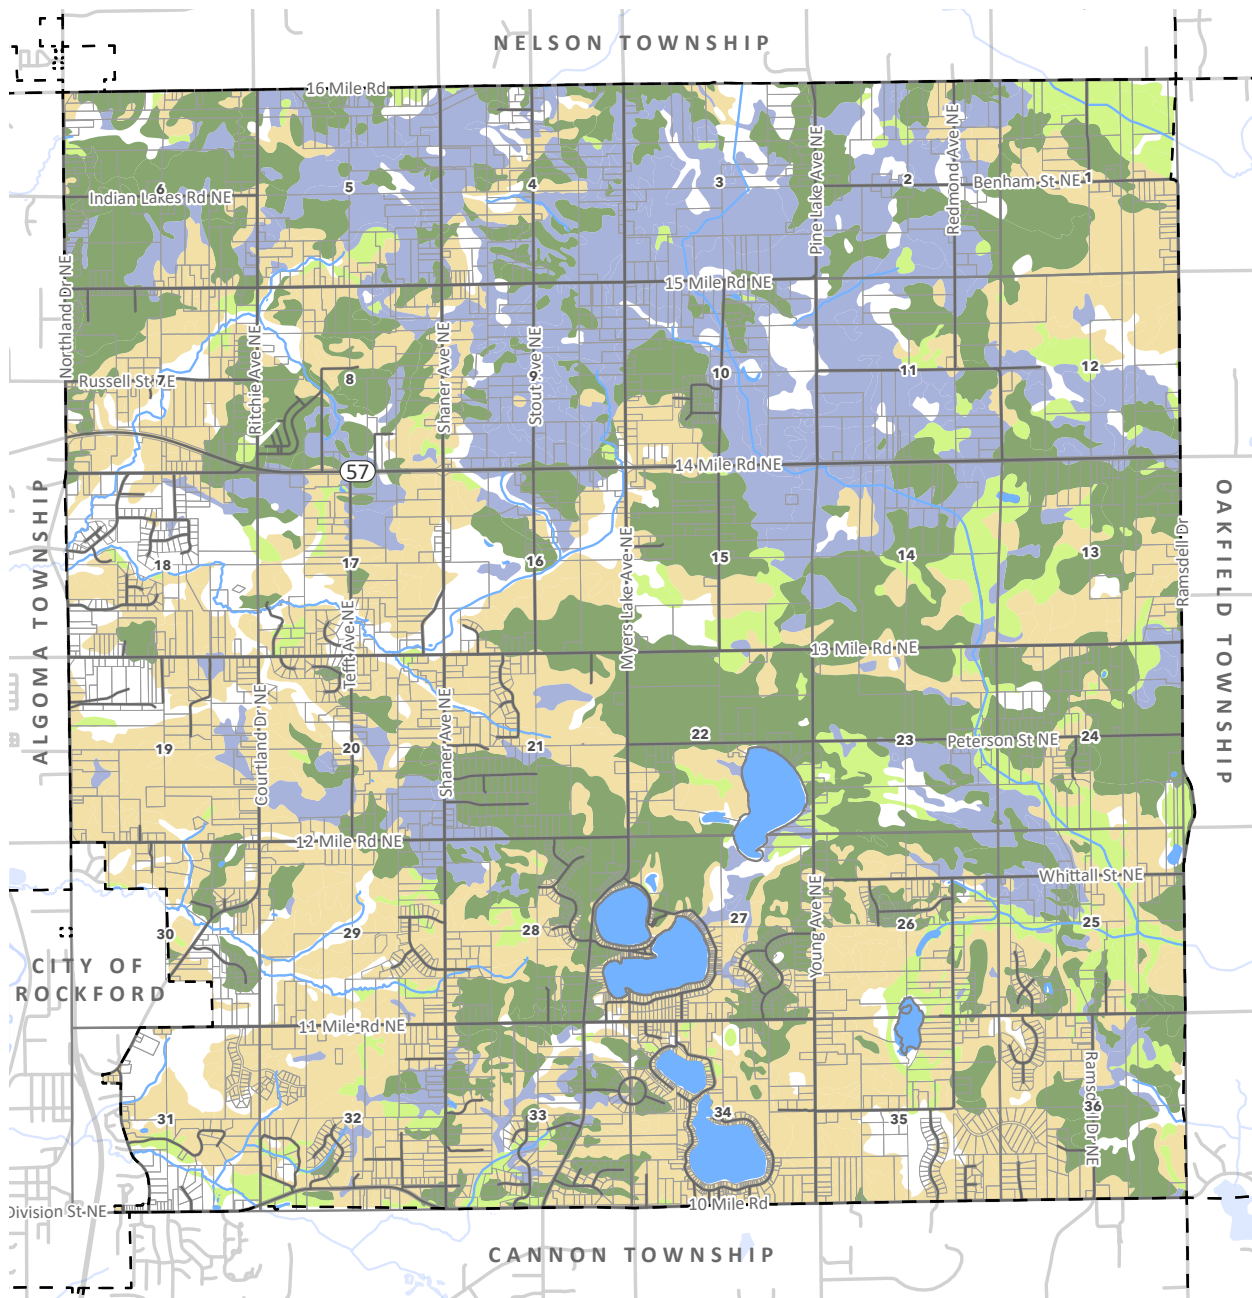 NELSON TOWNSHIP
16 Mile Rd
Pine Lake Ave NE
Redmond Ave NE
6
5
4
3
2
1
Indian Lakes Rd NE
Benham St NE
Northland Dr NE
15 Mile Rd NE
Ritchie Ave NE
Shaner Ave NE
Stout Ave NE
7
8
9
10
11
12
Russell St NE
57
14 Mile Rd NE
ALGOMA TOWNSHIP
OAKFIELD TOWNSHIP
Myers Lake Ave NE
Ramsdell Dr
18
17
16
15
14
13
Tefft Ave NE
13 Mile Rd NE
Courtland Dr NE
Shaner Ave NE
19
20
21
22
23
24
Peterson St NE
12 Mile Rd NE
Whittall St NE
Young Ave NE
30
29
28
27
26
25
CITY OF
ROCKFORD
11 Mile Rd NE
Ramsdell Dr NE
31
32
33
34
35
36
10 Mile Rd
Division St NE
CANNON TOWNSHIP